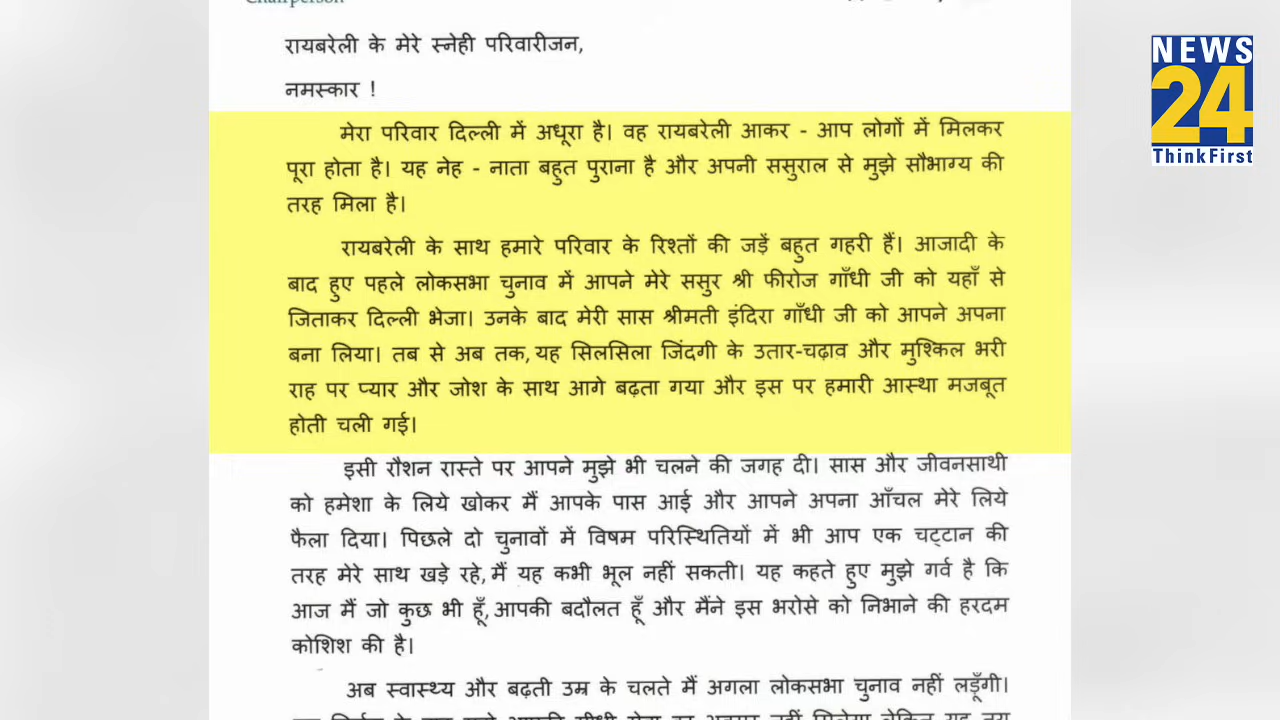 Chairperson
रायबरेली के मेरे स्नेही परिवारीजन,
नमस्कार !
मेरा परिवार दिल्ली में अधूरा है। वह रायबरेली आकर - आप लोगों में मिलकर
पूरा होता है। यह नेह - नाता बहुत पुराना है और अपनी ससुराल से मुझे सौभाग्य की
तरह मिला है।
रायबरेली के साथ हमारे परिवार के रिश्तों की जड़ें बहुत गहरी हैं। आजादी के
बाद हुए पहले लोकसभा चुनाव में आपने मेरे ससुर श्री फीरोज गाँधी जी को यहाँ से
जिताकर दिल्ली भेजा। उनके बाद मेरी सास श्रीमती इंदिरा गाँधी जी को आपने अपना
बना लिया। तब से अब तक, यह सिलसिला जिंदगी के उतार-चढ़ाव और मुश्किल भरी
राह पर प्यार और जोश के साथ आगे बढ़ता गया और इस पर हमारी आस्था मजबूत
होती चली गई।
इसी रौशन रास्ते पर आपने मुझे भी चलने की जगह दी। सास और जीवनसाथी
को हमेशा के लिये खोकर मैं आपके पास आई और आपने अपना आँचल मेरे लिये
फैला दिया। पिछले दो चुनावों में विषम परिस्थितियों में भी आप एक चट्टान की
तरह मेरे साथ खड़े रहे, मैं यह कभी भूल नहीं सकती। यह कहते हुए मुझे गर्व है कि
आज मैं जो कुछ भी हूँ, आपकी बदौलत हूँ और मैंने इस भरोसे को निभाने की हरदम
कोशिश की है।
अब स्वास्थ्य और बढ़ती उम्र के चलते मैं अगला लोकसभा चुनाव नहीं लड़ूँगी।
NEWS
24
ThinkFirst